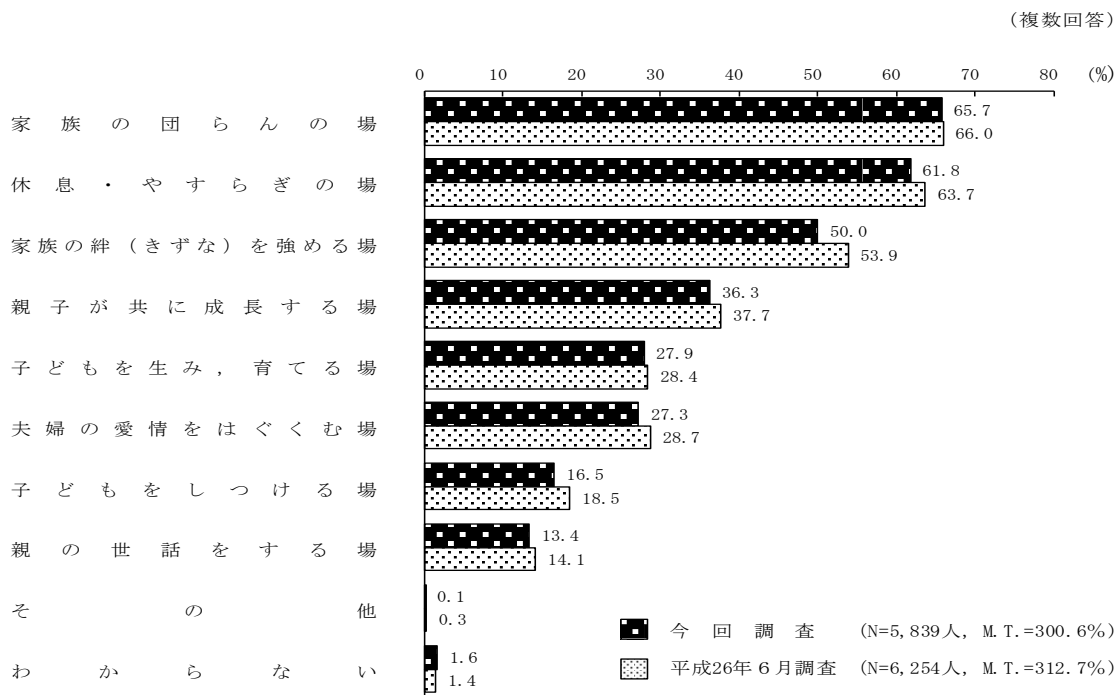 (複数回答)
0 10 20 30 40 50 60 70 80 (%)
家族の団らんの場
65.7
66.0
休息・やすらぎの場
61.8
63.7
家族の絆(きずな)を強める場
50.0
53.9
親子が共に成長する場
36.3
37.7
子どもを生み,育てる場
27.9
28.4
夫婦の愛情をはぐくむ場
27.3
28.7
子どもをしつける場
16.5
18.5
親の世話をする場
13.4
14.1
その他
0.1
0.3
わからない
1.6
1.4
今回調査 (N=5,839人, M.T.=300.6%)
平成26年6月調査 (N=6,254人, M.T.=312.7%)